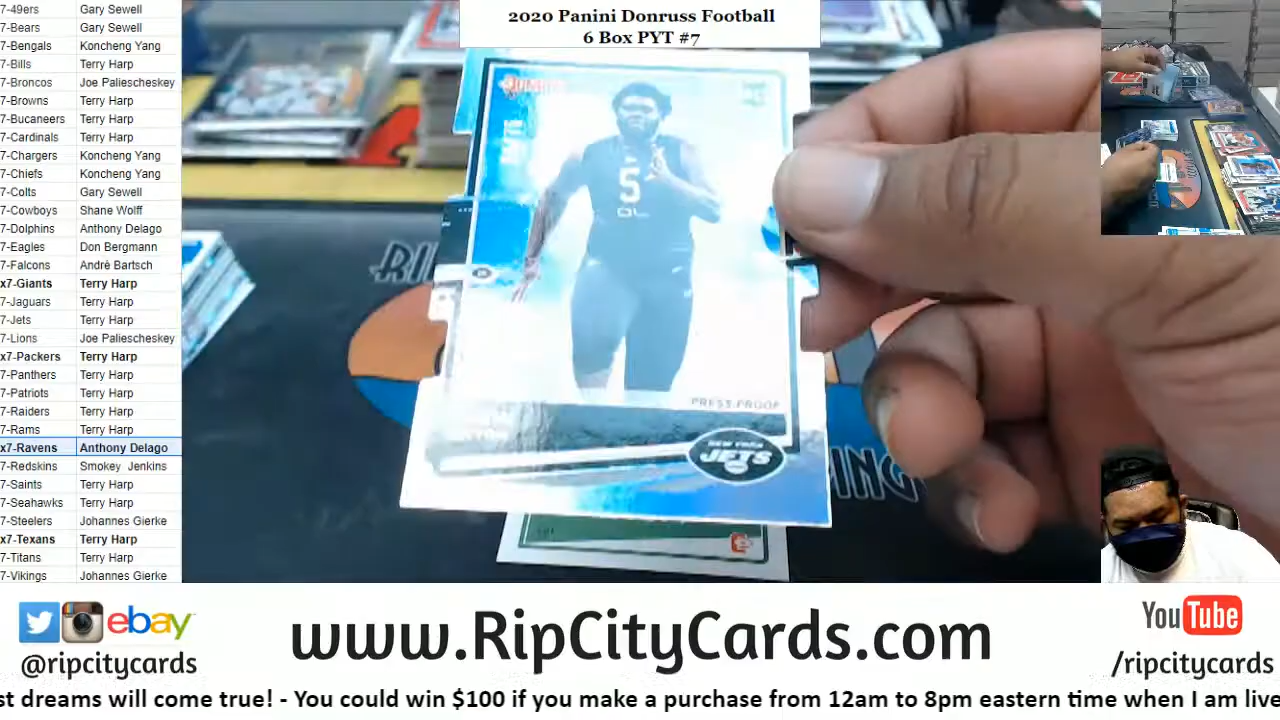 2020 Panini Donruss Football
6 Box PYT #7
7-49ers Gary Sewell
7-Bears Gary Sewell
7-Bengals Koncheng Yang
7-Bills Terry Harp
7-Broncos Joe Paliescheskey
7-Browns Terry Harp
7-Bucaneers Terry Harp
7-Cardinals Terry Harp
7-Chargers Koncheng Yang
7-Chiefs Koncheng Yang
7-Colts Gary Sewell
7-Cowboys Shane Wolff
7-Dolphins Anthony Delago
7-Eagles Don Bergmann
7-Falcons Andrè Bartsch
x7-Giants Terry Harp
7-Jaguars Terry Harp
7-Jets Terry Harp
7-Lions Joe Paliescheskey
x7-Packers Terry Harp
7-Panthers Terry Harp
7-Patriots Terry Harp
7-Raiders Terry Harp
7-Rams Terry Harp
x7-Ravens Anthony Delago
7-Redskins Smokey Jenkins
7-Saints Terry Harp
7-Seahawks Terry Harp
7-Steelers Johannes Gierke
x7-Texans Terry Harp
7-Titans Terry Harp
7-Vikings Johannes Gierke
5
OL
PRESS PROOF
NEW YORK
JETS
ebay
@ripcitycards
www.RipCityCards.com
YouTube
/ripcitycards
st dreams will come true! - You could win $100 if you make a purchase from 12am to 8pm eastern time when I am live